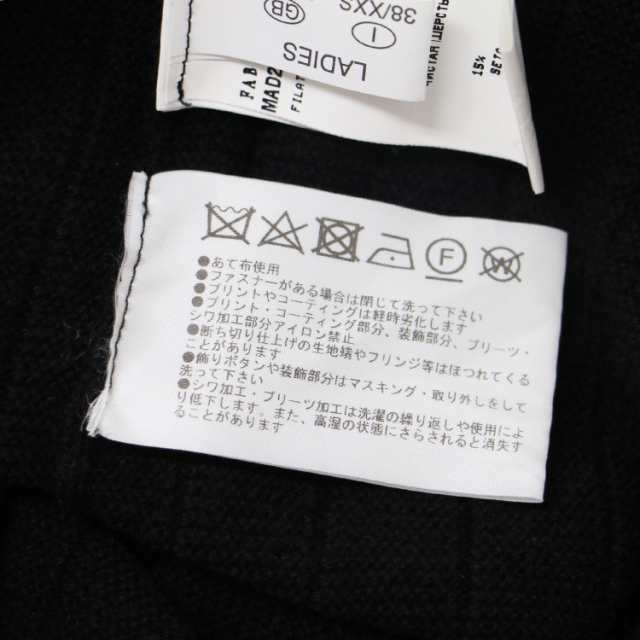 38/XXS
GB
I
LADIES
FAB
MAD
FILAT
ЧИСТАЯ ШЕРСТЬ
15%
SETA
F
W
●あて布使用
●ファスナーがある場合は閉じて洗って下さい
●プリントやコーティングは経時劣化します
●プリント・コーティング部分、装飾部分、プリーツ・
シワ加工部分アイロン禁止
●断ち切り仕上げの生地端やフリンジ等はほつれてくる
ことがあります
●飾りボタンや装飾部分はマスキング・取り外しをして
洗って下さい
●シワ加工・プリーツ加工は洗濯の繰り返しや使用によ
り低下します。また、高湿の状態にさらされると消失す
ることがあります